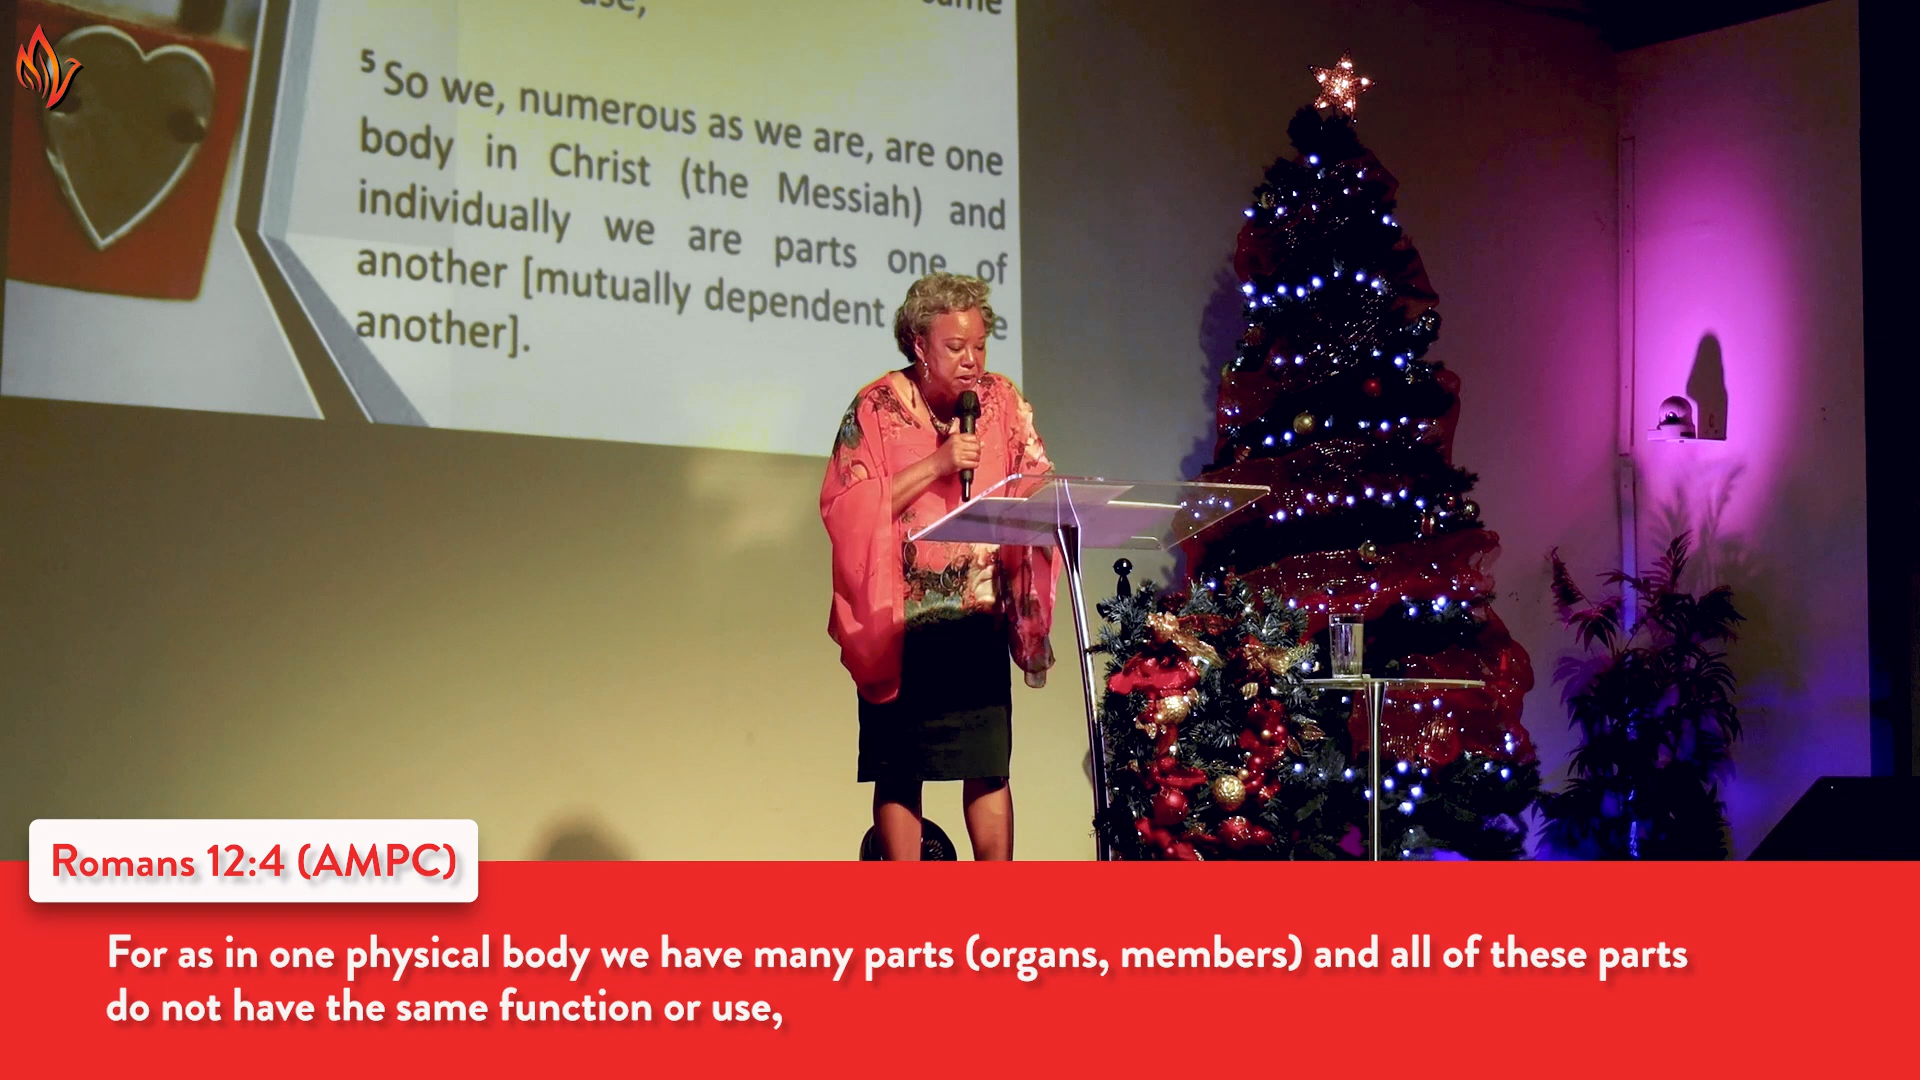 5 So we, numerous as we are, are one
body in Christ (the Messiah) and
individually we are parts one of
another [mutually dependent
another].
Romans 12:4 (AMPC)
For as in one physical body we have many parts (organs, members) and all of these parts
do not have the same function or use,